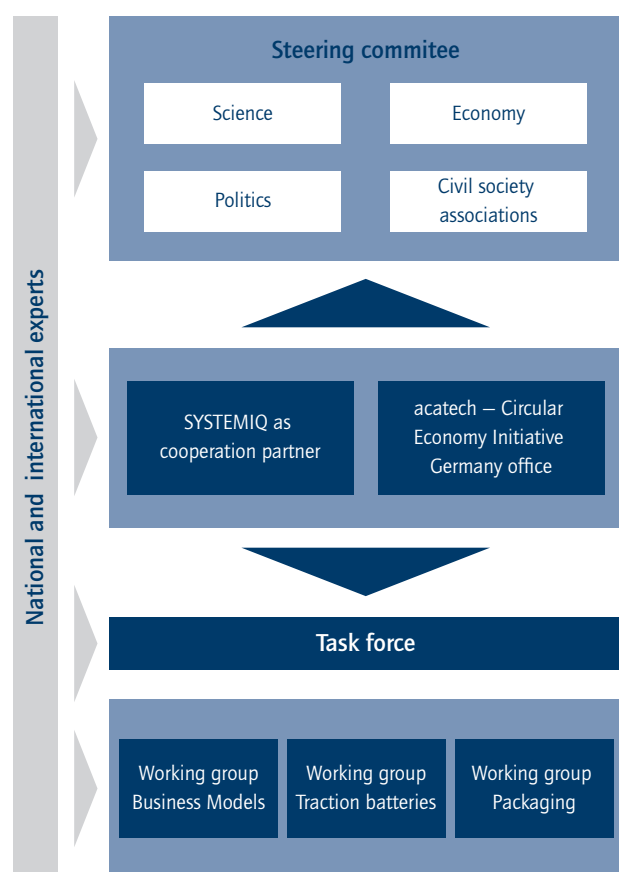 National and international experts
Steering commitee
Science
Economy
Politics
Civil society
associations
SYSTEMIQ as
cooperation partner
acatech – Circular
Economy Initiative
Germany office
Task force
Working group
Business Models
Working group
Traction batteries
Working group
Packaging